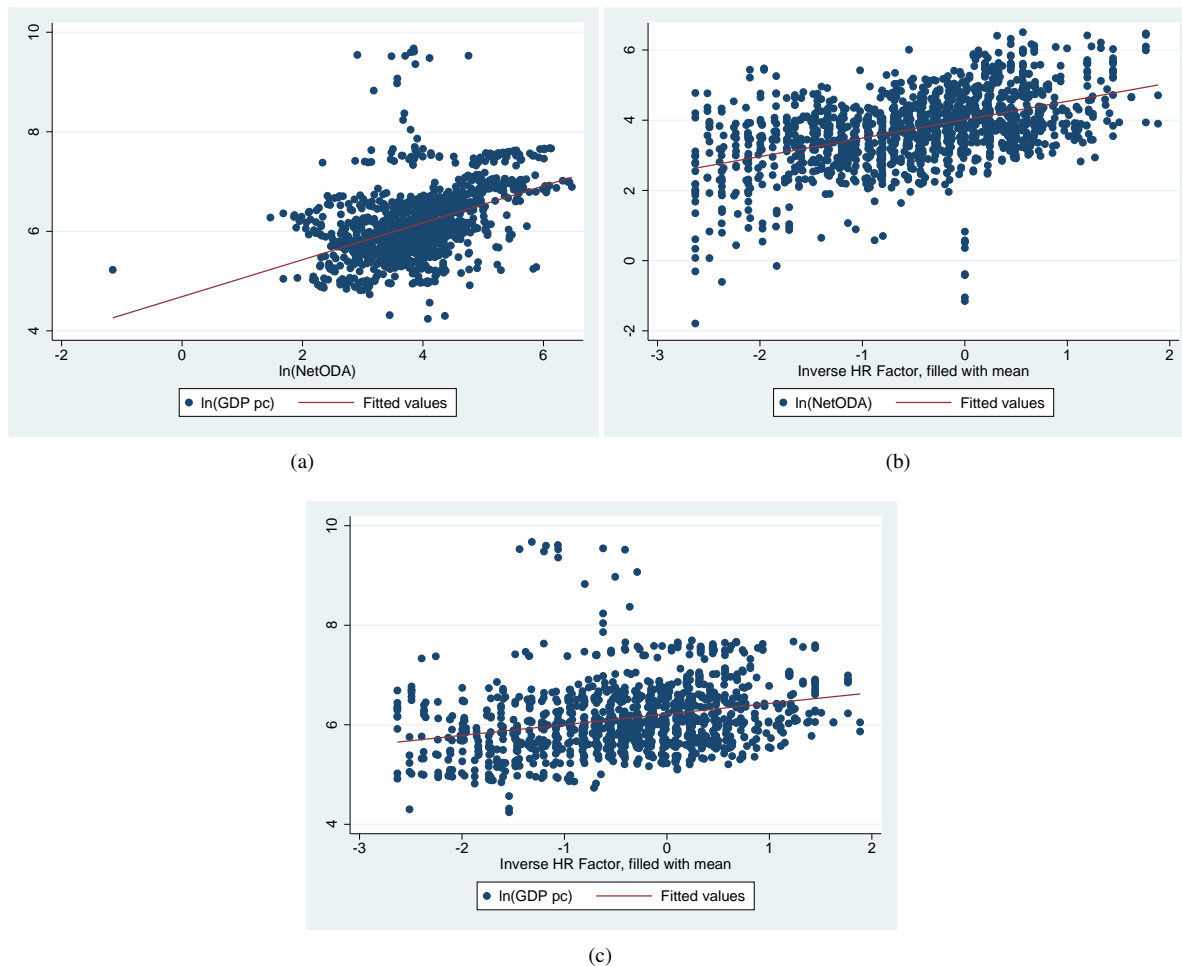 10
8
6
4
-2 0 2 4 6
ln(NetODA)
ln(GDP pc) Fitted values
(a)
6
4
2
0
-2
-3 -2 -1 0 1 2
Inverse HR Factor, filled with mean
ln(NetODA) Fitted values
(b)
10
8
6
4
-3 -2 -1 0 1 2
Inverse HR Factor, filled with mean
ln(GDP pc) Fitted values
(c)